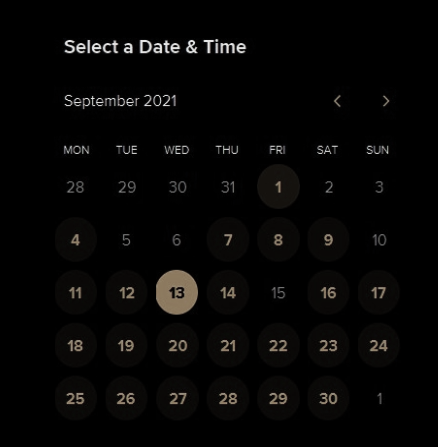 Select a Date & Time
September 2021
MON TUE WED THU FRI SAT SUN
28 29 30 31 1 2 3
4 5 6 7 8 9 10
11 12 13 14 15 16 17
18 19 20 21 22 23 24
25 26 27 28 29 30 1